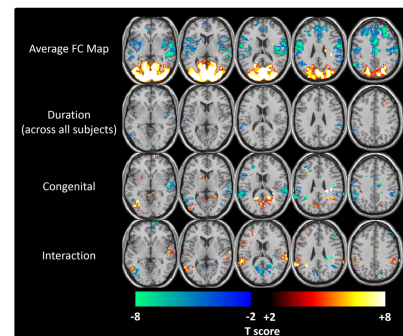 Average FC Map
Duration
(across all subjects)
Congenital
Interaction
-8 -2 +2 +8
T score